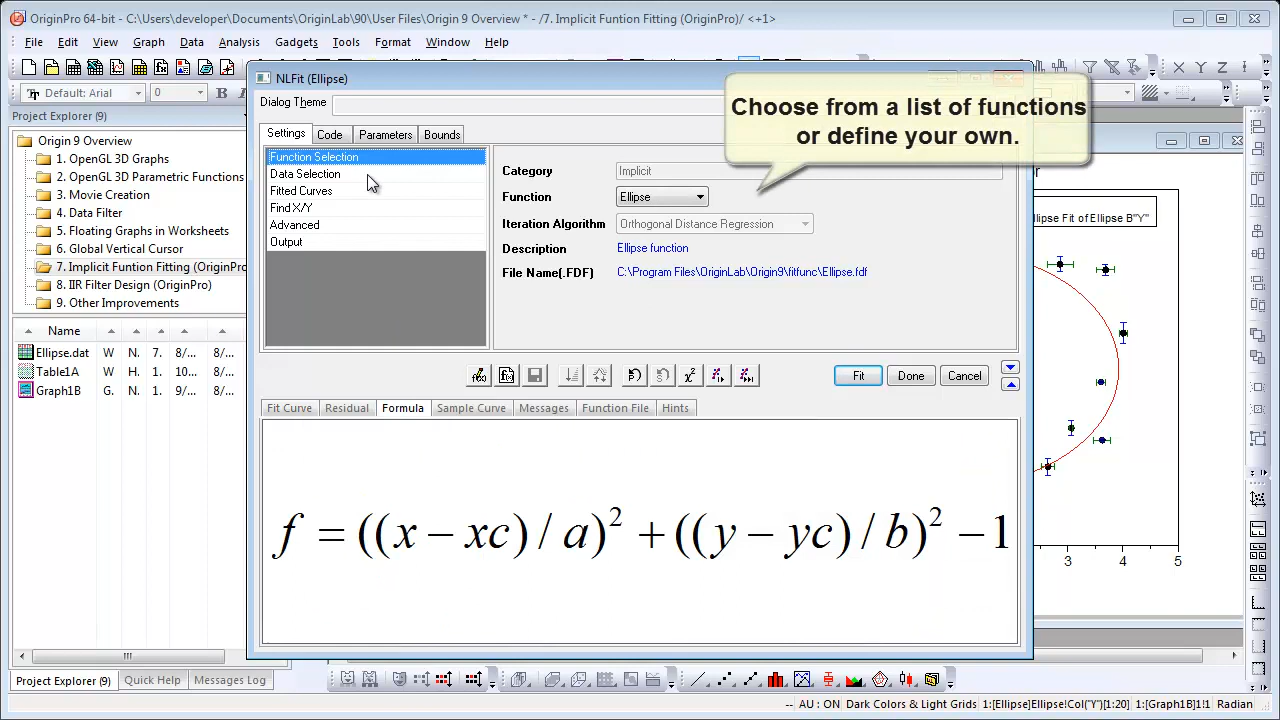 OriginPro 64-bit - C:\Users\developer\Documents\OriginLab\90\User Files\Origin 9 Overview * - /7. Implicit Funtion Fitting (OriginPro)/ <+1>
File Edit View Graph Data Analysis Gadgets Tools Format Window Help
Default: Arial 0 B I
Project Explorer (9)
Origin 9 Overview
1. OpenGL 3D Graphs
2. OpenGL 3D Parametric Functions
3. Movie Creation
4. Data Filter
5. Floating Graphs in Worksheets
6. Global Vertical Cursor
7. Implicit Funtion Fitting (OriginPro
8. IIR Filter Design (OriginPro)
9. Other Improvements
Name
Ellipse.dat W N. 7. 8/... 8/...
Table1A W H. 1. 10... 8/...
Graph1B G. N. 1. 9/... 8/...
Project Explorer (9) Quick Help Messages Log
NLFit (Ellipse)
Dialog Theme
Choose from a list of functions
or define your own.
Settings Code Parameters Bounds
Function Selection
Data Selection
Fitted Curves
Find X/Y
Advanced
Output
Category Implicit
Function Ellipse
Iteration Algorithm Orthogonal Distance Regression
Description Ellipse function
File Name(.FDF) C:\Program Files\OriginLab\Origin9\fitfunc\Ellipse.fdf
Fit Done Cancel
Fit Curve Residual Formula Sample Curve Messages Function File Hints
f = ((x − xc) / a)² + ((y − yc) / b)² − 1
llipse Fit of Ellipse B"Y"
3 4 5
X Y Z
-- AU : ON Dark Colors & Light Grids 1:[Ellipse]Ellipse!Col("Y")[1:20] 1:[Graph1B]1!1 Radian